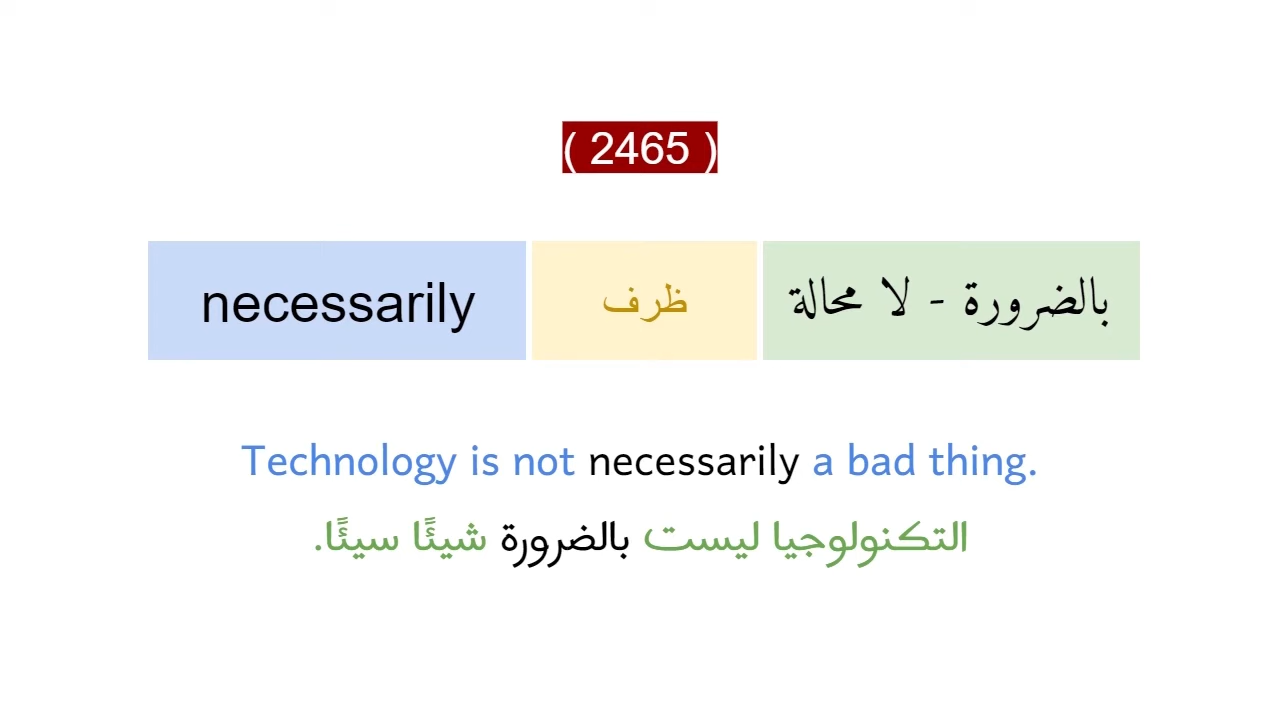 ( 2465 )
necessarily ظرف بالضرورة - لا محالة
Technology is not necessarily a bad thing.
التكنولوجيا ليست بالضرورة شيئًا سيئًا.